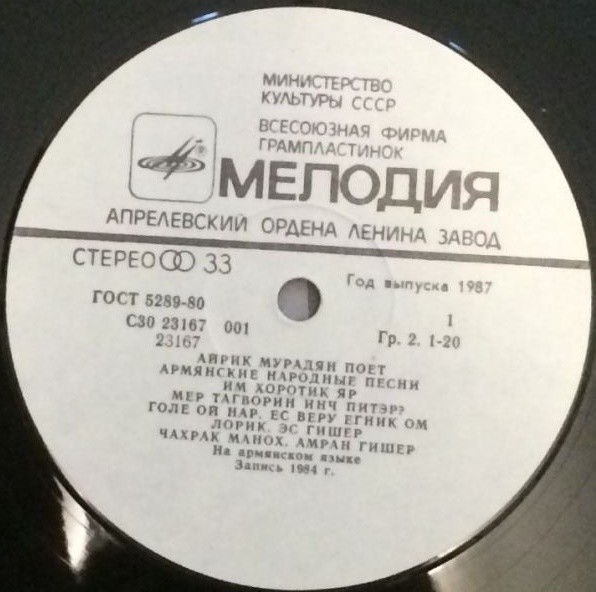 МИНИСТЕРСТВО
КУЛЬТУРЫ СССР
ВСЕСОЮЗНАЯ ФИРМА
ГРАМПЛАСТИНОК
МЕЛОДИЯ
АПРЕЛЕВСКИЙ ОРДЕНА ЛЕНИНА ЗАВОД
СТЕРЕО 33
Год выпуска 1987
ГОСТ 5289-80
С30 23167 001
1
23167
Гр. 2. 1-20
АЙРИК МУРАДЯН ПОЕТ
АРМЯНСКИЕ НАРОДНЫЕ ПЕСНИ
ИМ ХОРОТИК ЯР
МЕР ТАГВОРИН ИНЧ ПИТЭР?
ГОЛЕ ОЙ НАР. ЕС ВЕРУ ЕГНИК ОМ
ЛОРИК. ЭС ГИШЕР
ЧАХРАК МАНОХ. АМРАН ГИШЕР
На армянском языке
Запись 1984 г.